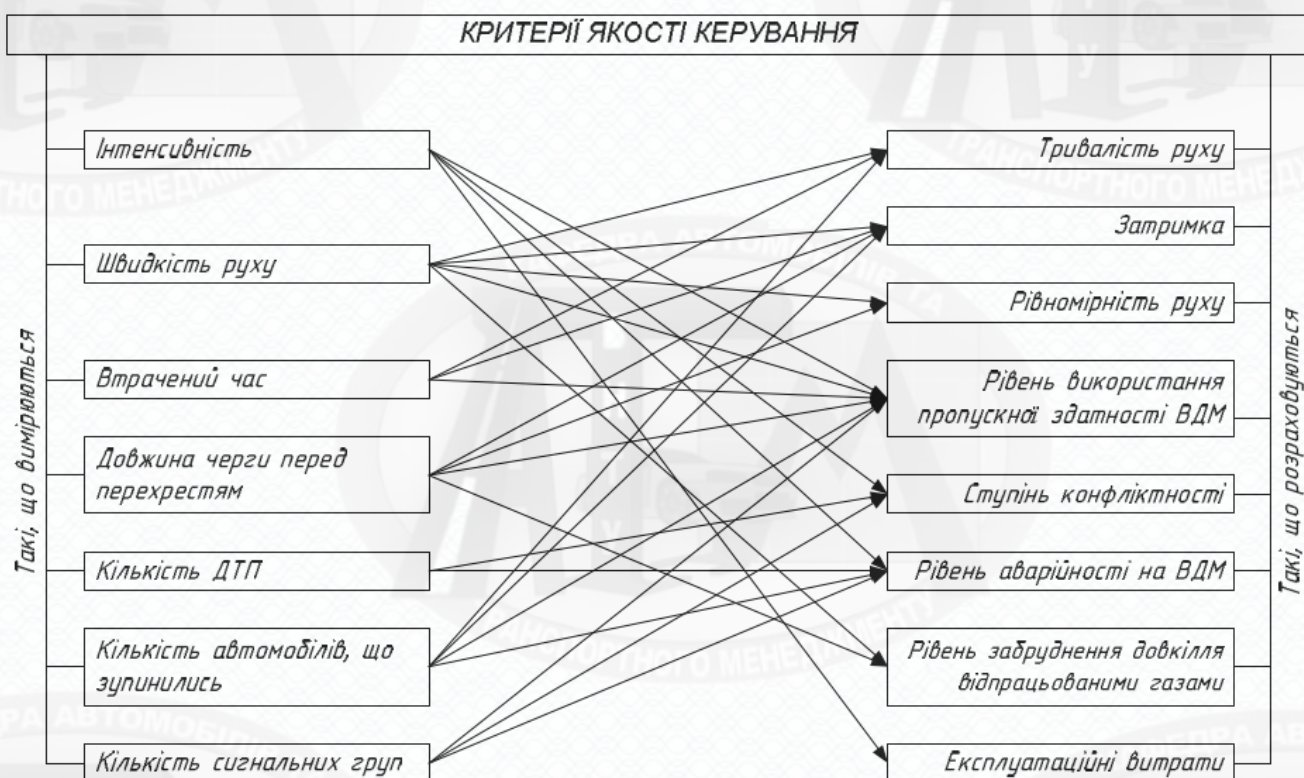 КРИТЕРІЇ ЯКОСТІ КЕРУВАННЯ
Такі, що вимірюються
Інтенсивність
Швидкість руху
Втрачений час
Довжина черги перед
перехрестям
Кількість ДТП
Кількість автомобілів, що
зупинились
Кількість сигнальних груп
Тривалість руху
Затримка
Рівномірність руху
Рівень використання
пропускної здатності ВДМ
Ступінь конфліктності
Рівень аварійності на ВДМ
Рівень забруднення довкілля
відпрацьованими газами
Експлуатаційні витрати
Такі, що розраховуються